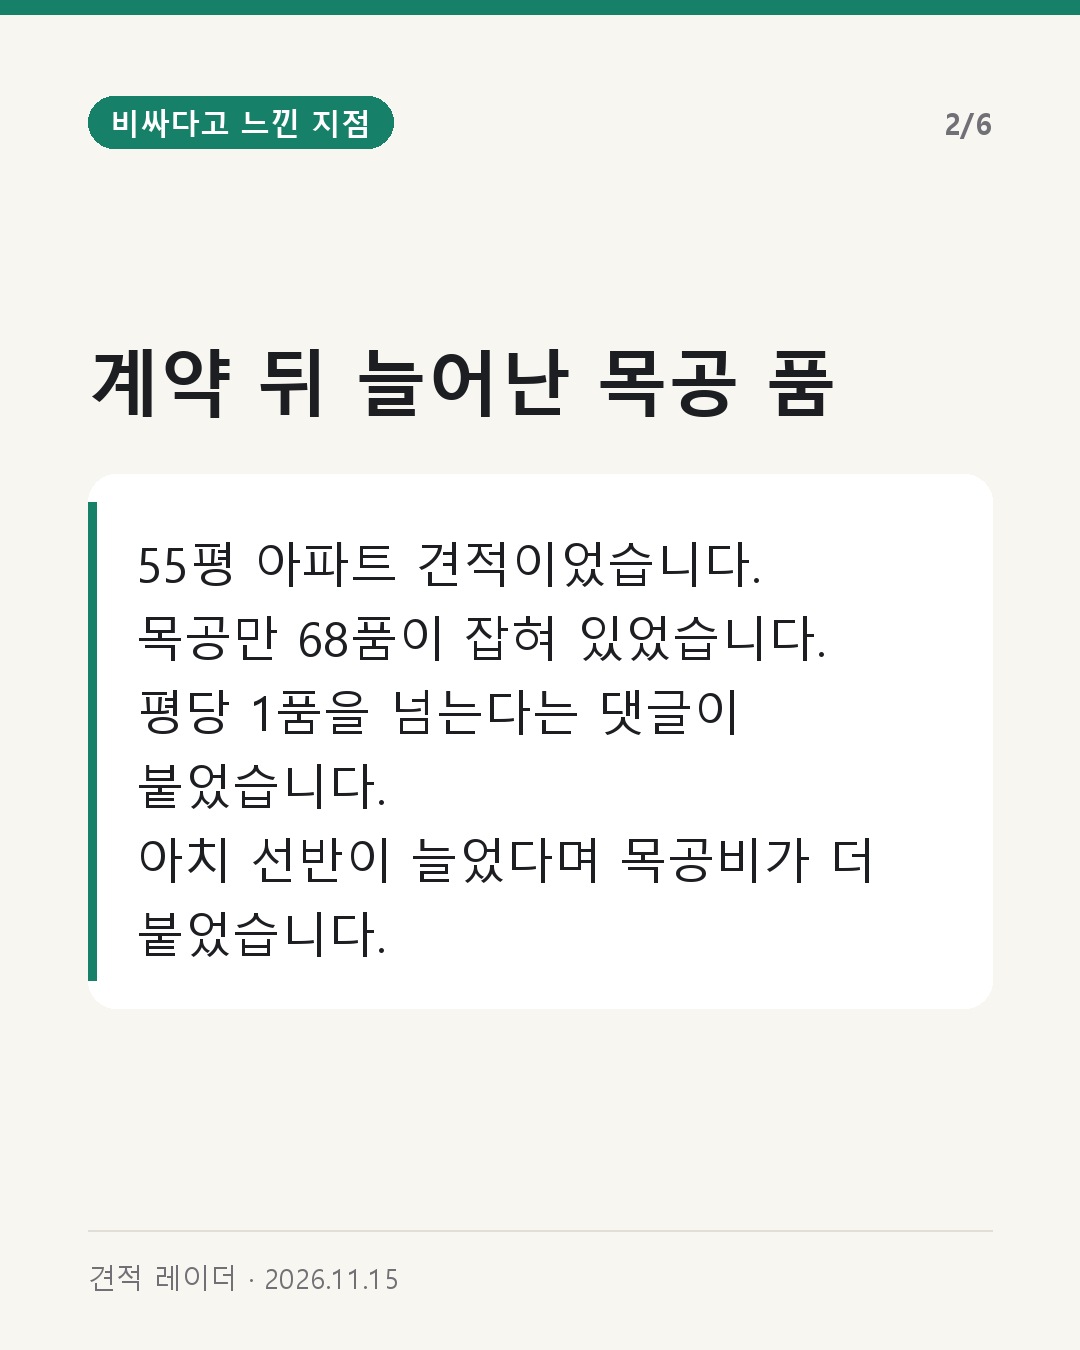 비싸다고 느낀 지점
2/6
계약 뒤 늘어난 목공 품
55평 아파트 견적이었습니다.
목공만 68품이 잡혀 있었습니다.
평당 1품을 넘는다는 댓글이
붙었습니다.
아치 선반이 늘었다며 목공비가 더
붙었습니다.
견적 레이더 · 2026.11.15